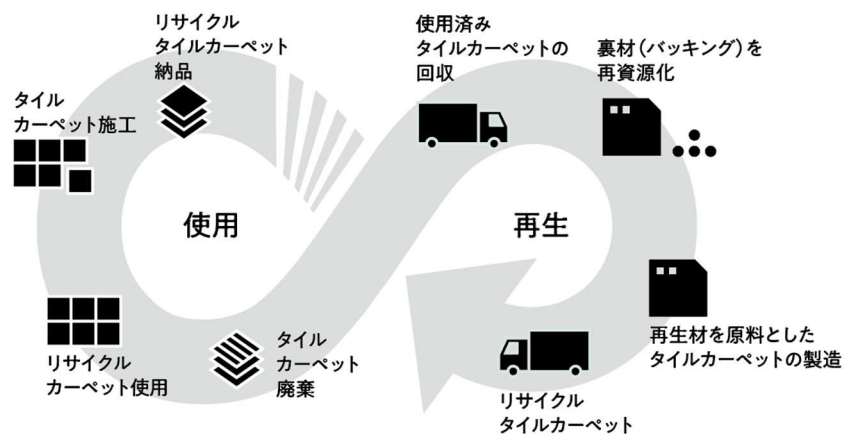 リサイクル
タイルカーペット
納品
タイル
カーペット施工
使用
リサイクル
カーペット使用
タイル
カーペット
廃棄
使用済み
タイルカーペットの
回収
裏材（バッキング）を
再資源化
再生
再生材を原料とした
タイルカーペットの製造
リサイクル
タイルカーペット